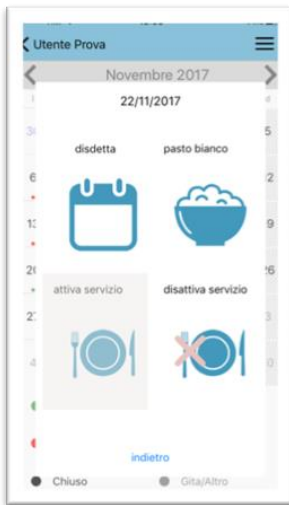 Utente Prova
Novembre 2017
22/11/2017
disdetta pasto bianco
attiva servizio disattiva servizio
indietro
Chiuso Gita/Altro